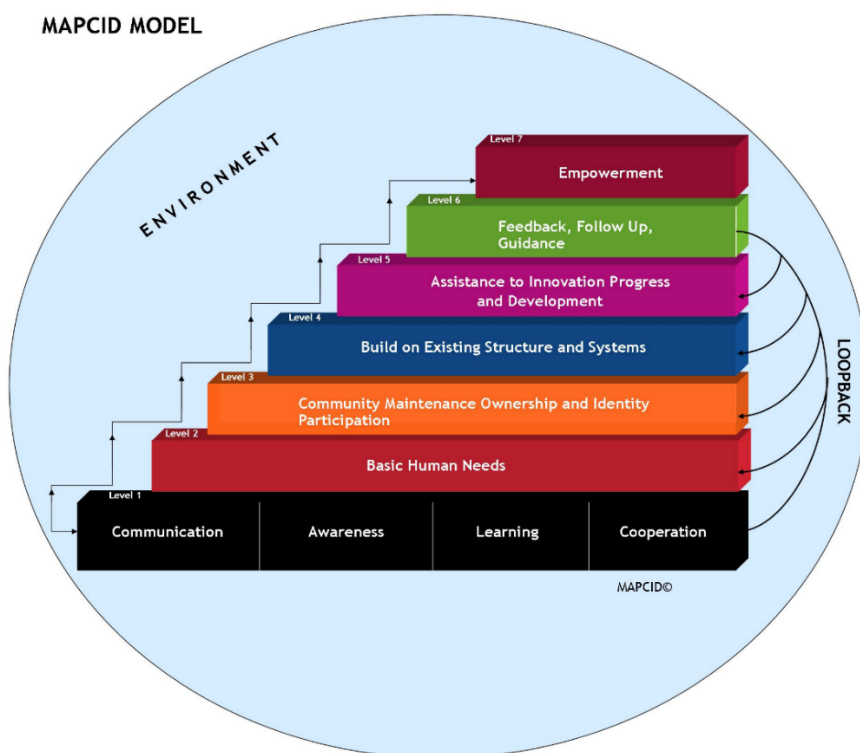 MAPCID MODEL
ENVIRONMENT
Level 7
Empowerment
Level 6
Feedback, Follow Up,
Guidance
Level 5
Assistance to Innovation Progress
and Development
Level 4
Build on Existing Structure and Systems
Level 3
Community Maintenance Ownership and Identity
Participation
Level 2
Basic Human Needs
Level 1
Communication
Awareness
Learning
Cooperation
LOOPBACK
MAPCID©